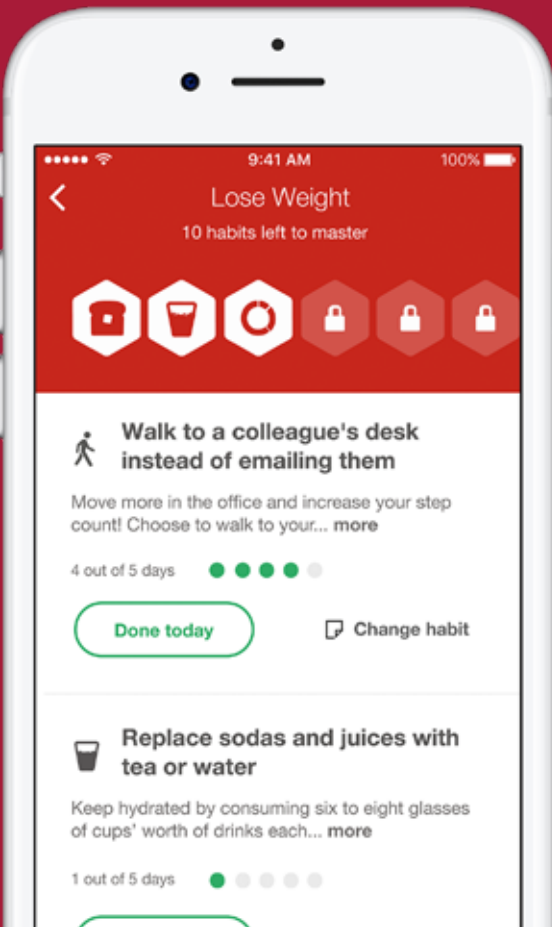 9:41 AM 100%
Lose Weight
10 habits left to master
Walk to a colleague's desk
instead of emailing them
Move more in the office and increase your step
count! Choose to walk to your... more
4 out of 5 days
Done today Change habit
Replace sodas and juices with
tea or water
Keep hydrated by consuming six to eight glasses
of cups' worth of drinks each... more
1 out of 5 days